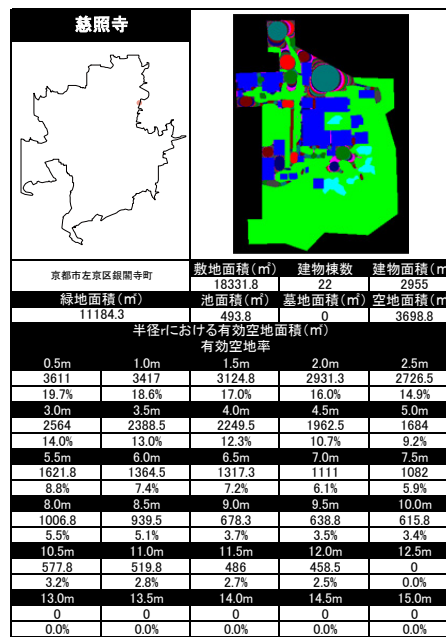 慈照寺
京都市左京区銀閣寺町
敷地面積(㎡) 建物棟数 建物面積(㎡
18331.8 22 2955
緑地面積(㎡) 池面積(㎡) 墓地面積(㎡) 空地面積(㎡)
11184.3 493.8 0 3698.8
半径rにおける有効空地面積(㎡)
有効空地率
0.5m 1.0m 1.5m 2.0m 2.5m
3611 3417 3124.8 2931.3 2726.5
19.7% 18.6% 17.0% 16.0% 14.9%
3.0m 3.5m 4.0m 4.5m 5.0m
2564 2388.5 2249.5 1962.5 1684
14.0% 13.0% 12.3% 10.7% 9.2%
5.5m 6.0m 6.5m 7.0m 7.5m
1621.8 1364.5 1317.3 1111 1082
8.8% 7.4% 7.2% 6.1% 5.9%
8.0m 8.5m 9.0m 9.5m 10.0m
1006.8 939.5 678.3 638.8 615.8
5.5% 5.1% 3.7% 3.5% 3.4%
10.5m 11.0m 11.5m 12.0m 12.5m
577.8 519.8 486 458.5 0
3.2% 2.8% 2.7% 2.5% 0.0%
13.0m 13.5m 14.0m 14.5m 15.0m
0 0 0 0 0
0.0% 0.0% 0.0% 0.0% 0.0%